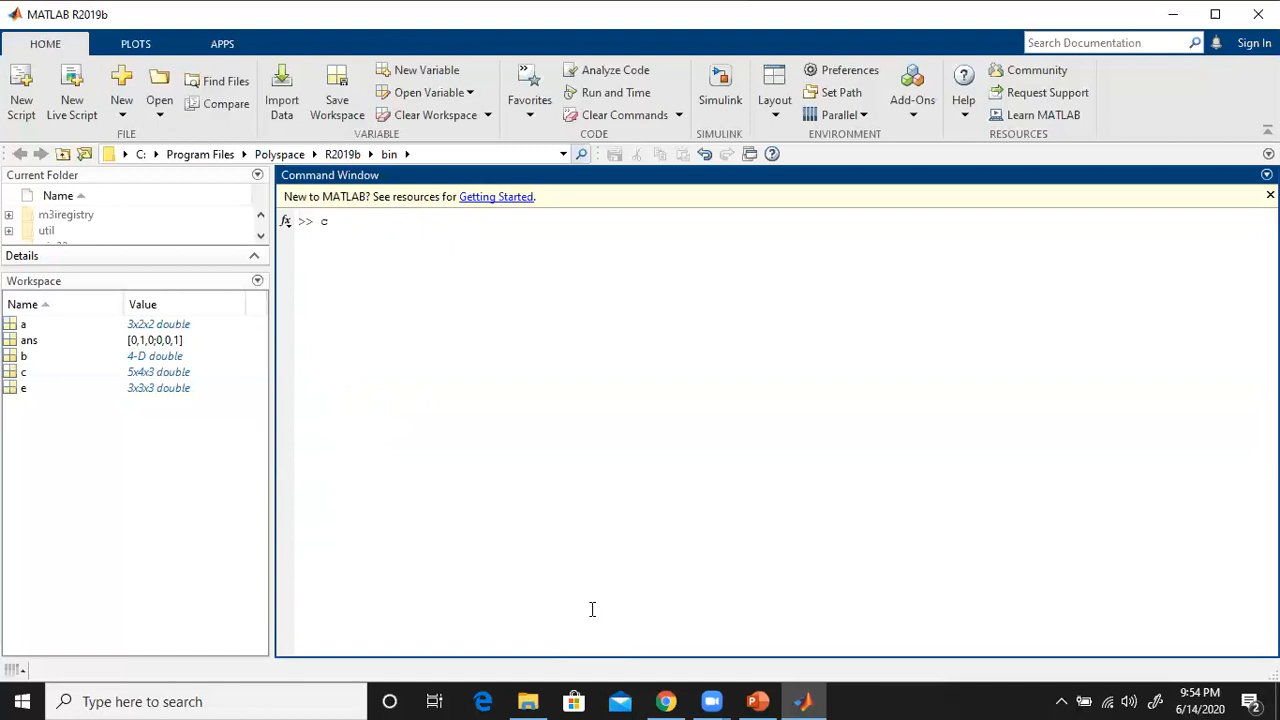 MATLAB R2019b
HOME PLOTS APPS
Search Documentation Sign In
New Script
New Live Script
New
Open
Find Files
Compare
FILE
Import Data
Save Workspace
New Variable
Open Variable
Clear Workspace
VARIABLE
Favorites
Analyze Code
Run and Time
Clear Commands
CODE
Simulink
SIMULINK
Layout
Preferences
Set Path
Parallel
Add-Ons
ENVIRONMENT
Help
Community
Request Support
Learn MATLAB
RESOURCES
C: Program Files Polyspace R2019b bin
Current Folder
Name
m3iregistry
util
Details
Workspace
Name Value
a 3x2x2 double
ans [0,1,0;0,0,1]
b 4-D double
c 5x4x3 double
e 3x3x3 double
Command Window
New to MATLAB? See resources for Getting Started.
fx >> c
Type here to search
9:54 PM
6/14/2020
2